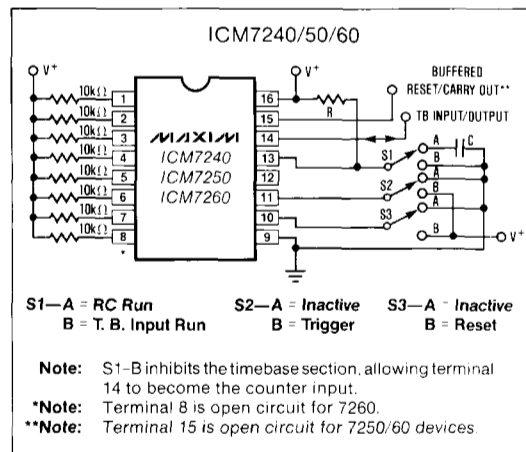 ICM7240/50/60
V+
10kΩ 1
10kΩ 2
10kΩ 3
10kΩ 4
10kΩ 5
10kΩ 6
10kΩ 7
10kΩ 8
*
MAXIM
ICM7240
ICM7250
ICM7260
16
15
14
13
12
11
10
9
V+
R
BUFFERED
RESET/CARRY OUT**
TB INPUT/OUTPUT
S1 A B C
S2 A B
S3 A B
V+
S1—A = RC Run
B = T. B. Input Run
S2—A = Inactive
B = Trigger
S3—A = Inactive
B = Reset
Note: S1-B inhibits the timebase section, allowing terminal
14 to become the counter input.
*Note: Terminal 8 is open circuit for 7260.
**Note: Terminal 15 is open circuit for 7250/60 devices.